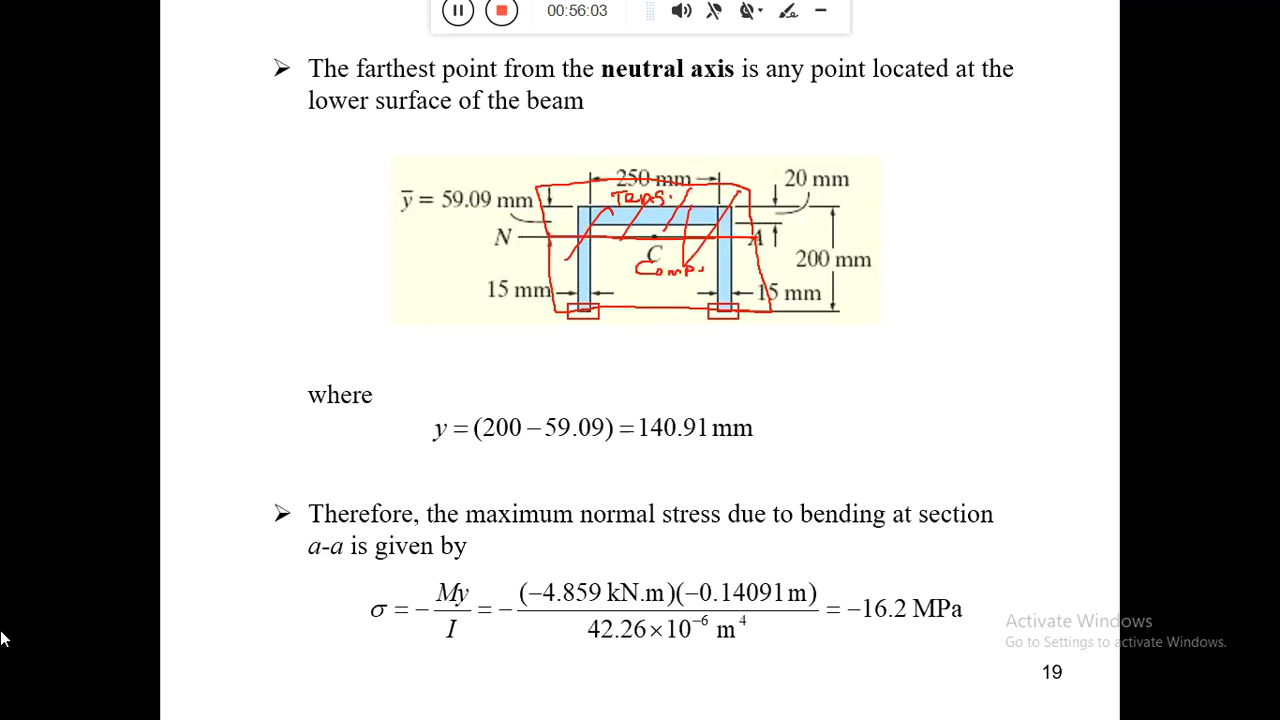 00:56:03
➢ The farthest point from the neutral axis is any point located at the
lower surface of the beam
250 mm
20 mm
y̅ = 59.09 mm
Tens.
N
A
C
200 mm
Comp.
15 mm
15 mm
where
y = (200 − 59.09) = 140.91 mm
➢ Therefore, the maximum normal stress due to bending at section
a-a is given by
σ = − My / I = − (−4.859 kN.m)(−0.14091 m) / 42.26×10⁻⁶ m⁴ = −16.2 MPa
Activate Windows
Go to Settings to activate Windows.
19